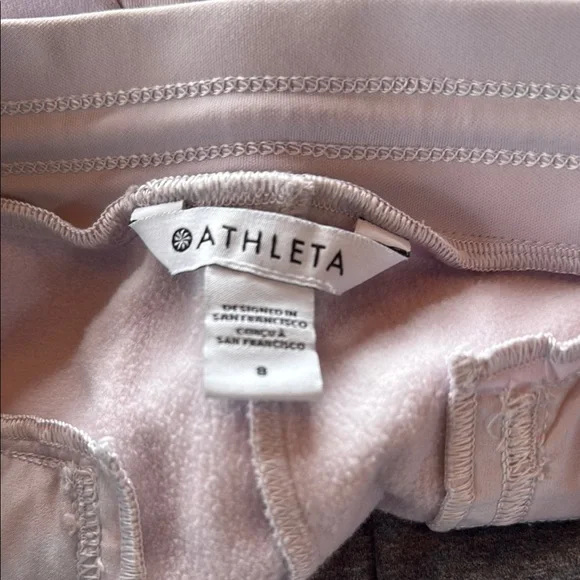 ATHLETA
DESIGNED IN
SAN FRANCISCO
CONÇU À
SAN FRANCISCO
8